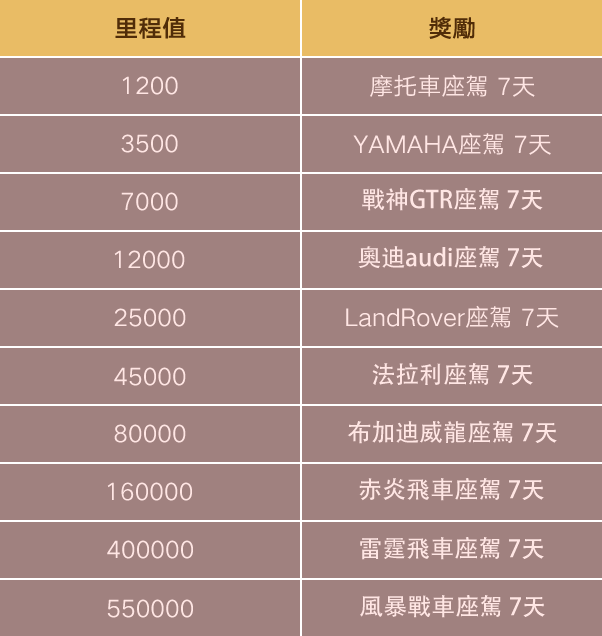 里程值 獎勵
1200 摩托車座駕 7天
3500 YAMAHA座駕 7天
7000 戰神GTR座駕 7天
12000 奧迪audi座駕 7天
25000 LandRover座駕 7天
45000 法拉利座駕 7天
80000 布加迪威龍座駕 7天
160000 赤炎飛車座駕 7天
400000 雷霆飛車座駕 7天
550000 風暴戰車座駕 7天